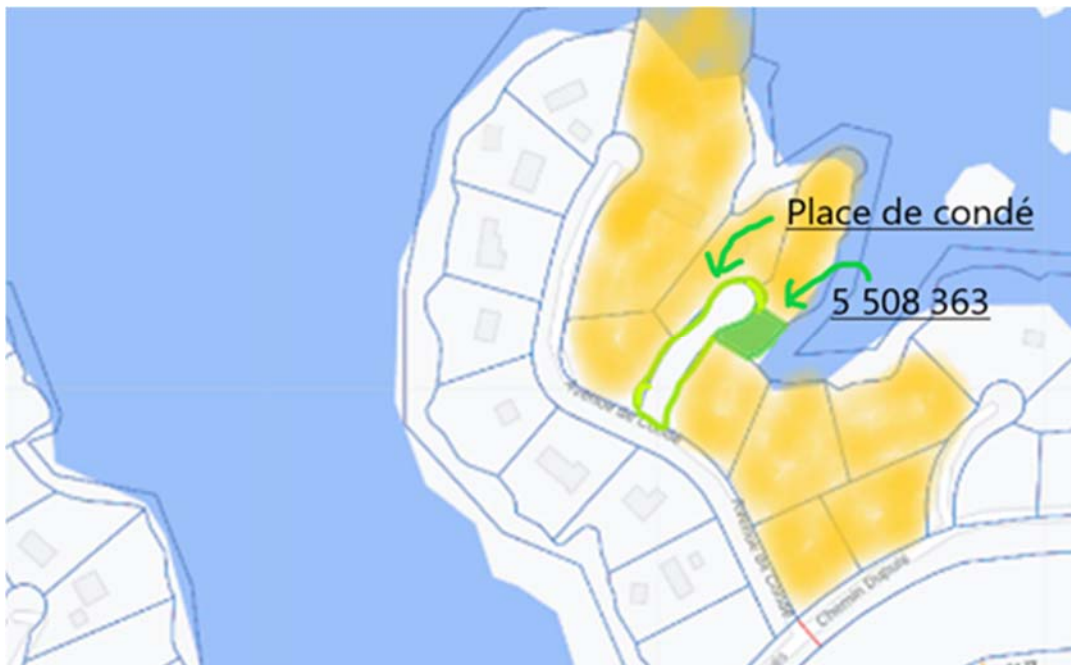 Place de condé
5 508 363
Avenue de Condé
Avenue de Condé
Chemin Dupuis